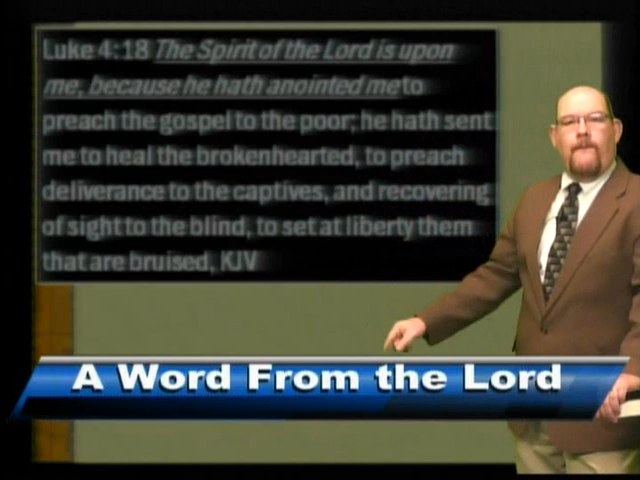 Luke 4:18 The Spirit of the Lord is upon
me, because he hath anointed me to
preach the gospel to the poor; he hath sent
me to heal the brokenhearted, to preach
deliverance to the captives, and recovering
of sight to the blind, to set at liberty them
that are bruised, KJV
A Word From the Lord